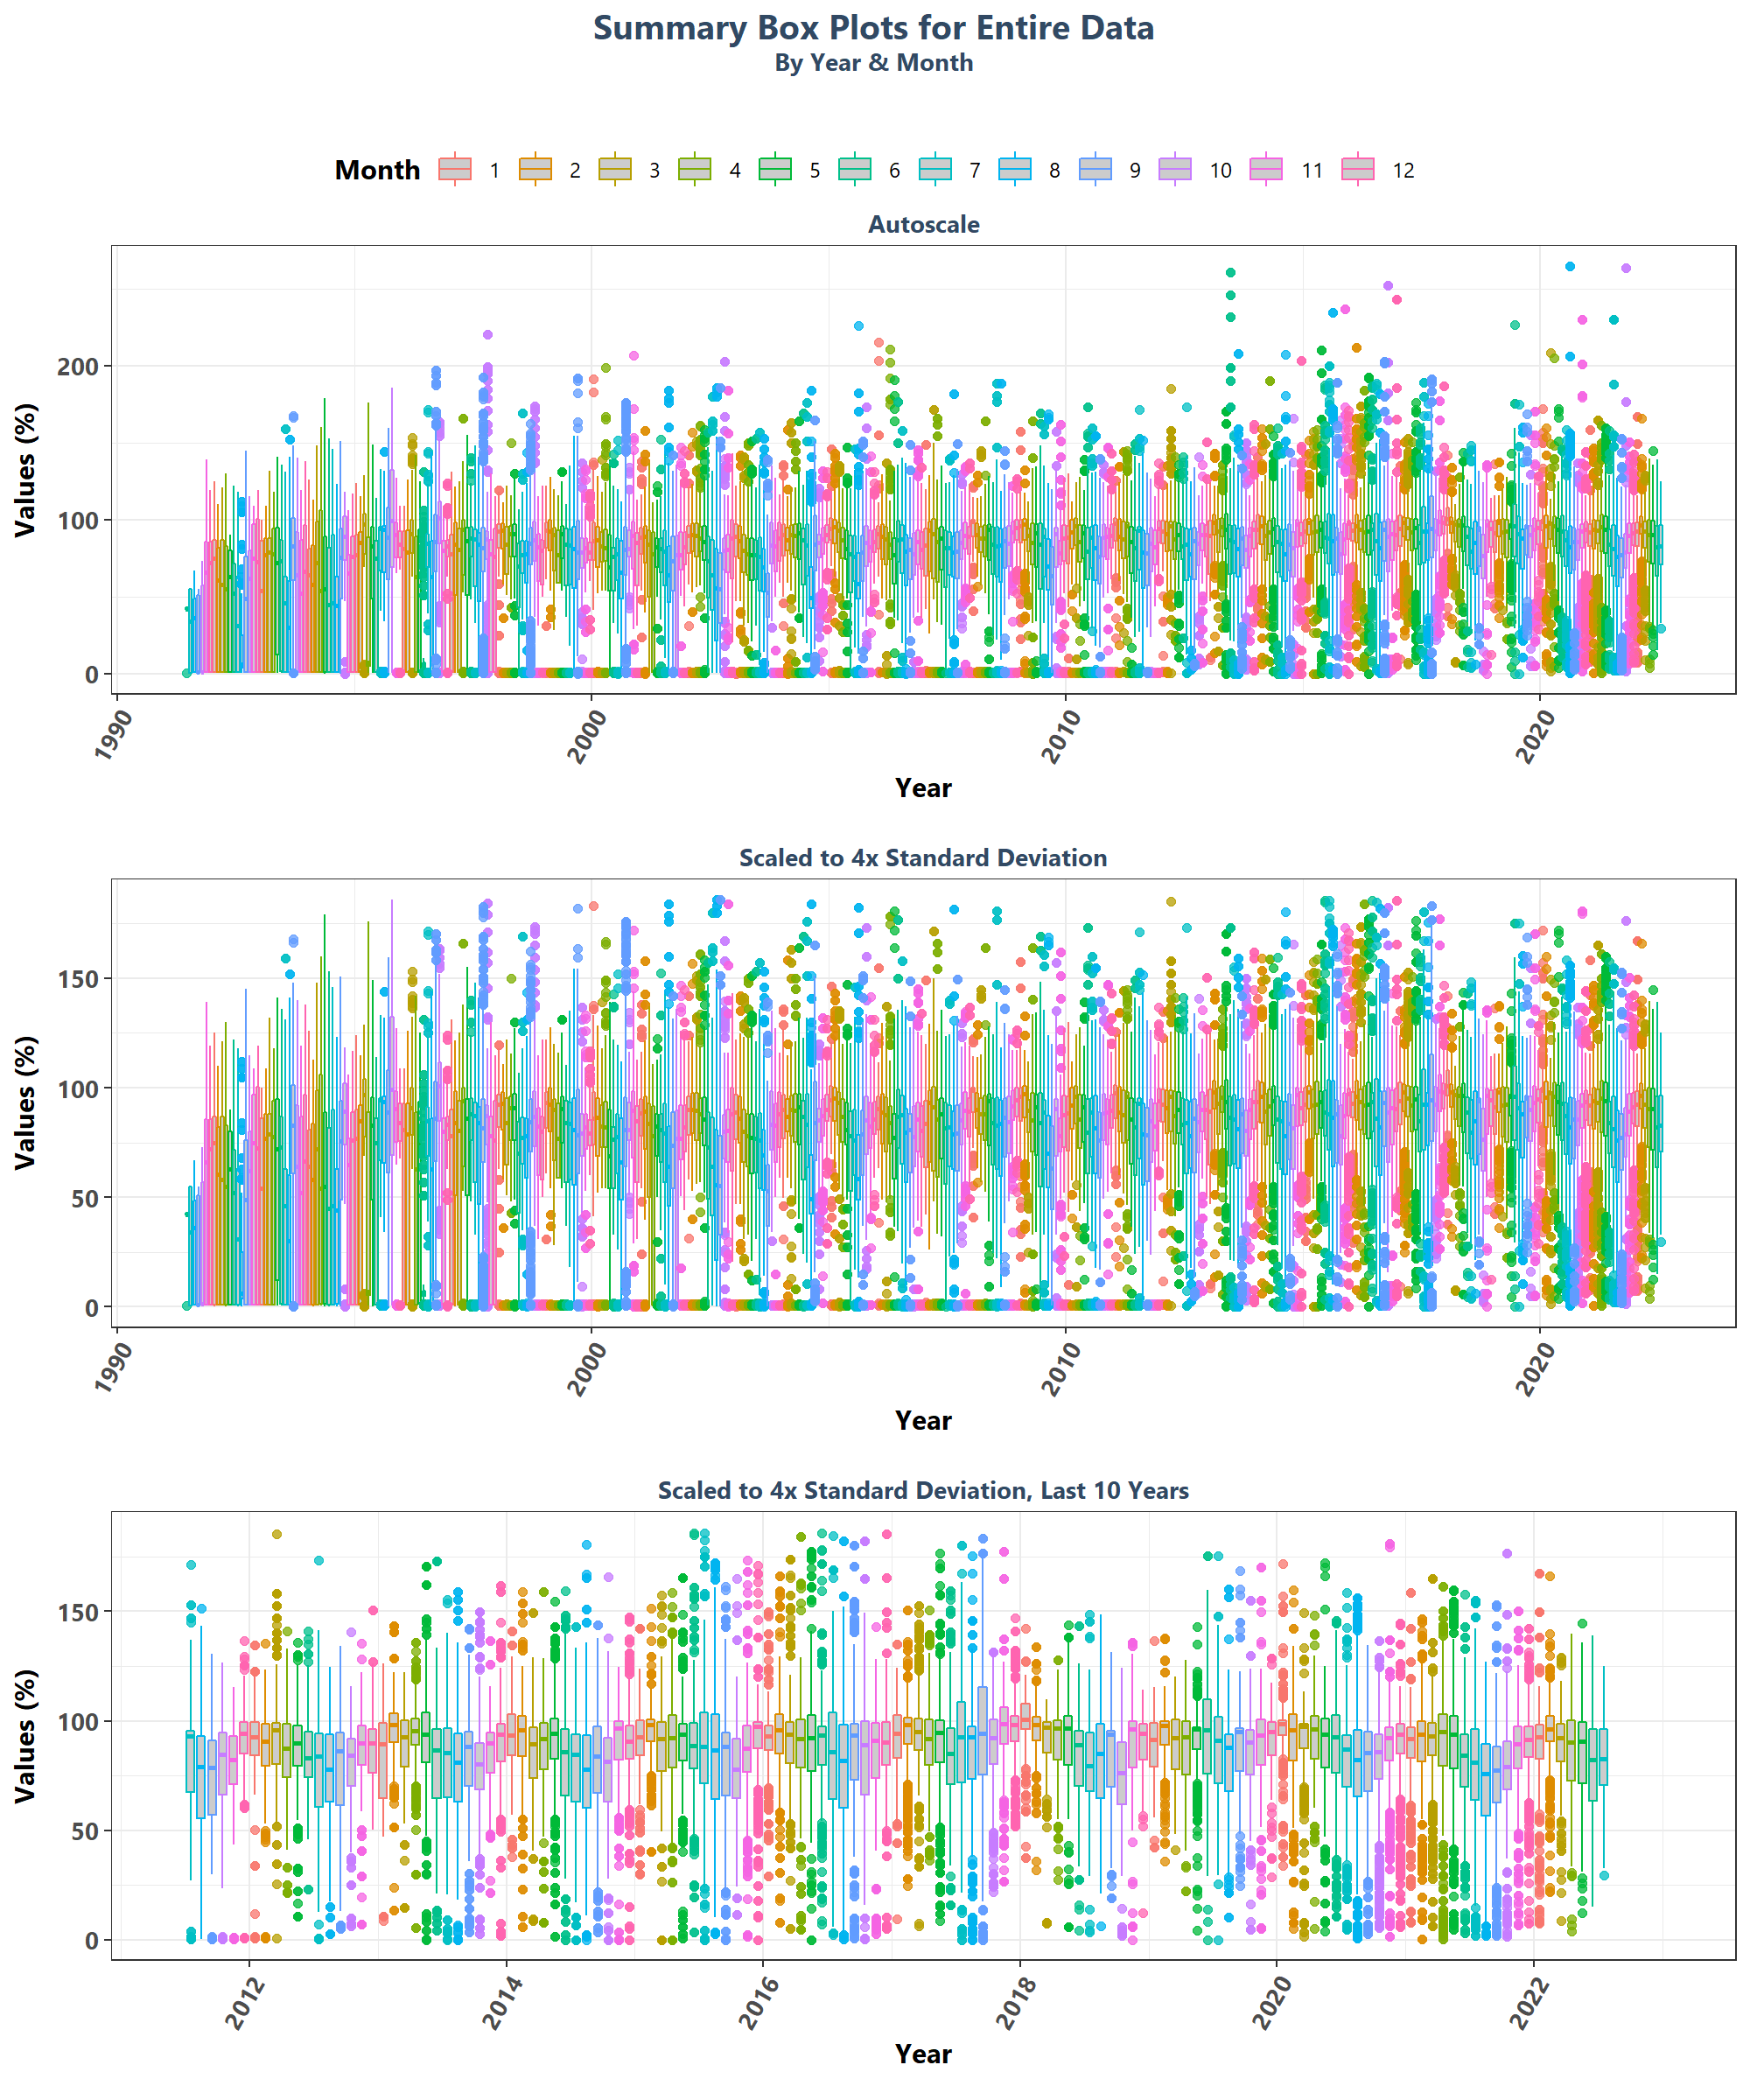 Summary Box Plots for Entire Data
By Year & Month
Month 1 2 3 4 5 6 7 8 9 10 11 12
Autoscale
Values (%)
200
100
0
1990 2000 2010 2020
Year
Scaled to 4x Standard Deviation
Values (%)
150
100
50
0
1990 2000 2010 2020
Year
Scaled to 4x Standard Deviation, Last 10 Years
Values (%)
150
100
50
0
2012 2014 2016 2018 2020 2022
Year